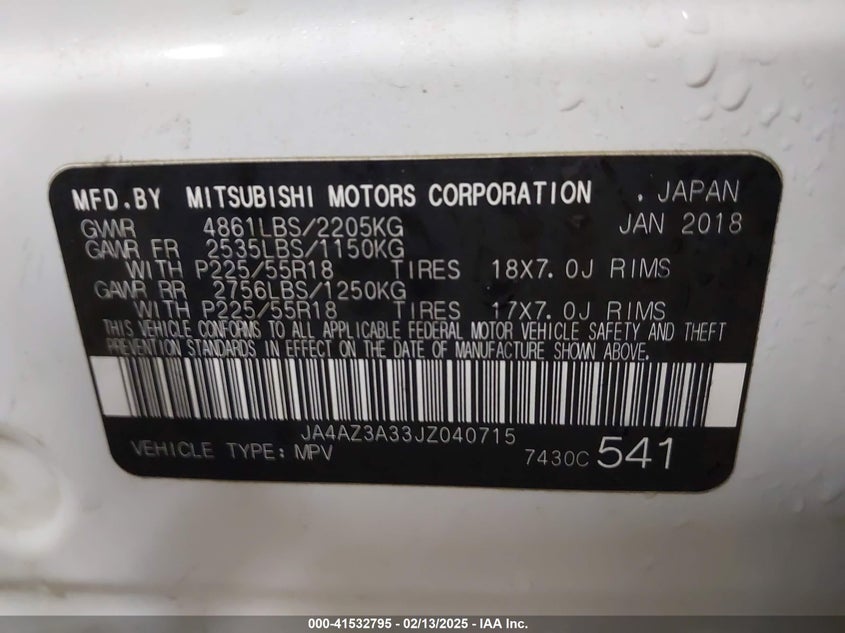 MFD.BY MITSUBISHI MOTORS CORPORATION . JAPAN
GVWR 4861LBS/2205KG JAN 2018
GAWR FR 2535LBS/1150KG
WITH P225/55R18 TIRES 18X7.0J RIMS
GAWR RR 2756LBS/1250KG
WITH P225/55R18 TIRES 17X7.0J RIMS
THIS VEHICLE CONFORMS TO ALL APPLICABLE FEDERAL MOTOR VEHICLE SAFETY AND THEFT
PREVENTION STANDARDS IN EFFECT ON THE DATE OF MANUFACTURE SHOWN ABOVE.
JA4AZ3A33JZ040715
VEHICLE TYPE: MPV 7430C 541
000-41532795 - 02/13/2025 - IAA Inc.